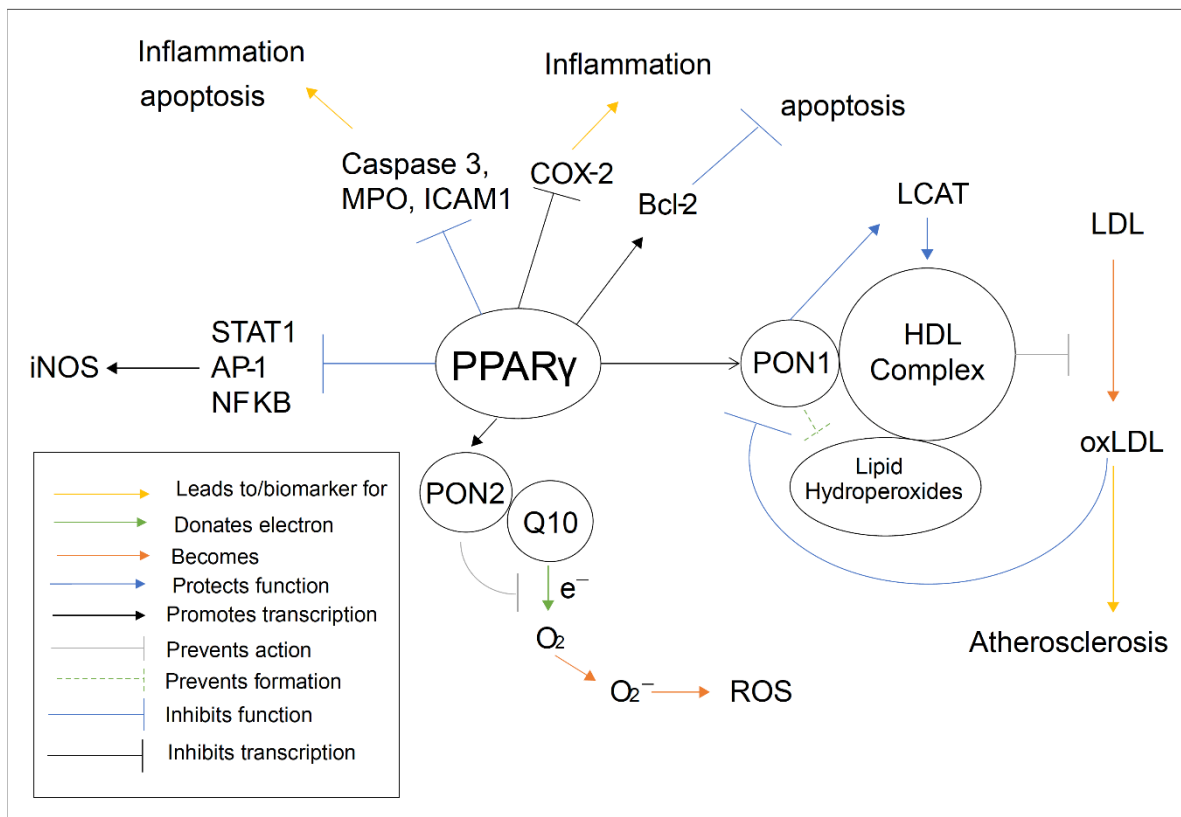 Inflammation
apoptosis
Inflammation
apoptosis
Caspase 3,
MPO, ICAM1
COX-2
Bcl-2
LCAT
LDL
STAT1
AP-1
NFKB
iNOS
PPARγ
PON1
HDL
Complex
oxLDL
Lipid
Hydroperoxides
PON2
Q10
e⁻
O₂
O₂⁻
ROS
Atherosclerosis
Leads to/biomarker for
Donates electron
Becomes
Protects function
Promotes transcription
Prevents action
Prevents formation
Inhibits function
Inhibits transcription